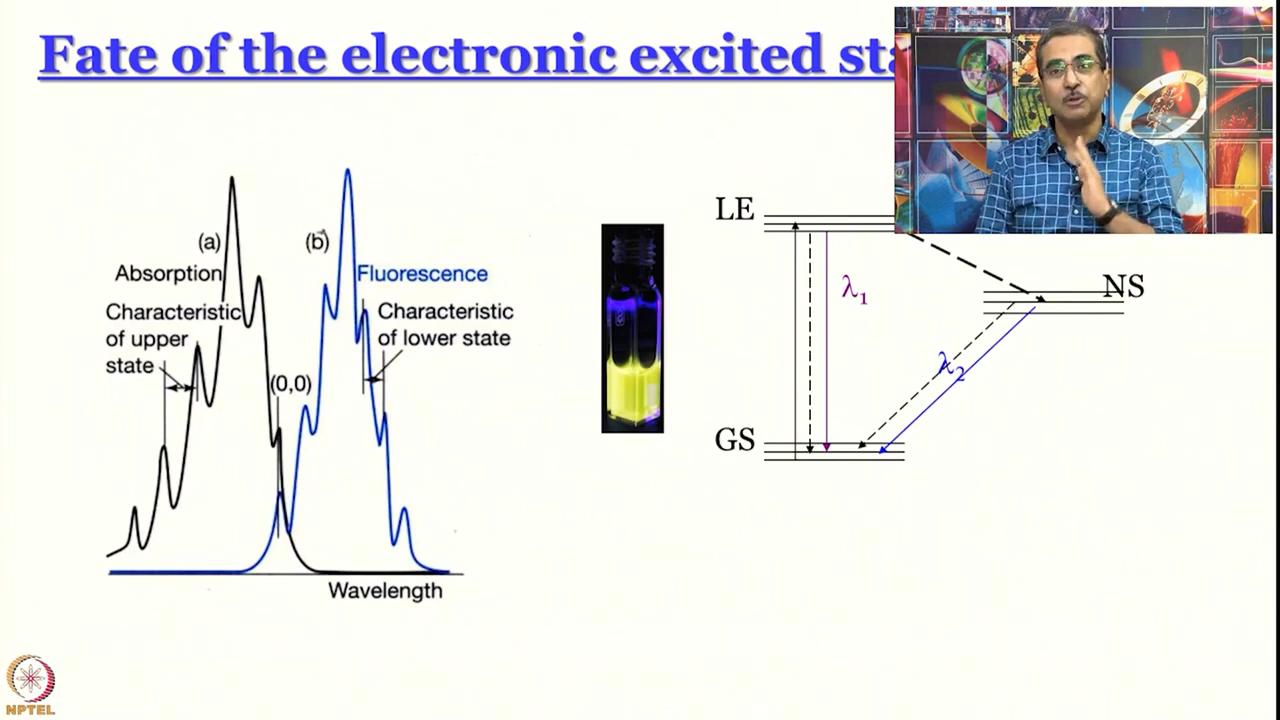 Fate of the electronic excited sta
(a)
(b)
Absorption
Fluorescence
Characteristic
of upper
state
Characteristic
of lower state
(0,0)
Wavelength
LE
λ1
NS
λ2
GS
NPTEL